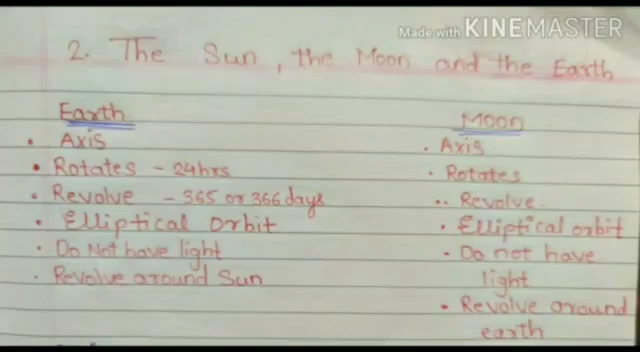 Made with KINEMASTER
2. The Sun, the Moon and the Earth
Earth
• Axis
• Rotates - 24hrs
• Revolve - 365 or 366 days
• Elliptical Orbit
• Do Not have light
• Revolve around Sun
Moon
• Axis
• Rotates
•• Revolve
• Elliptical orbit
• Do not have
light
• Revolve around
earth